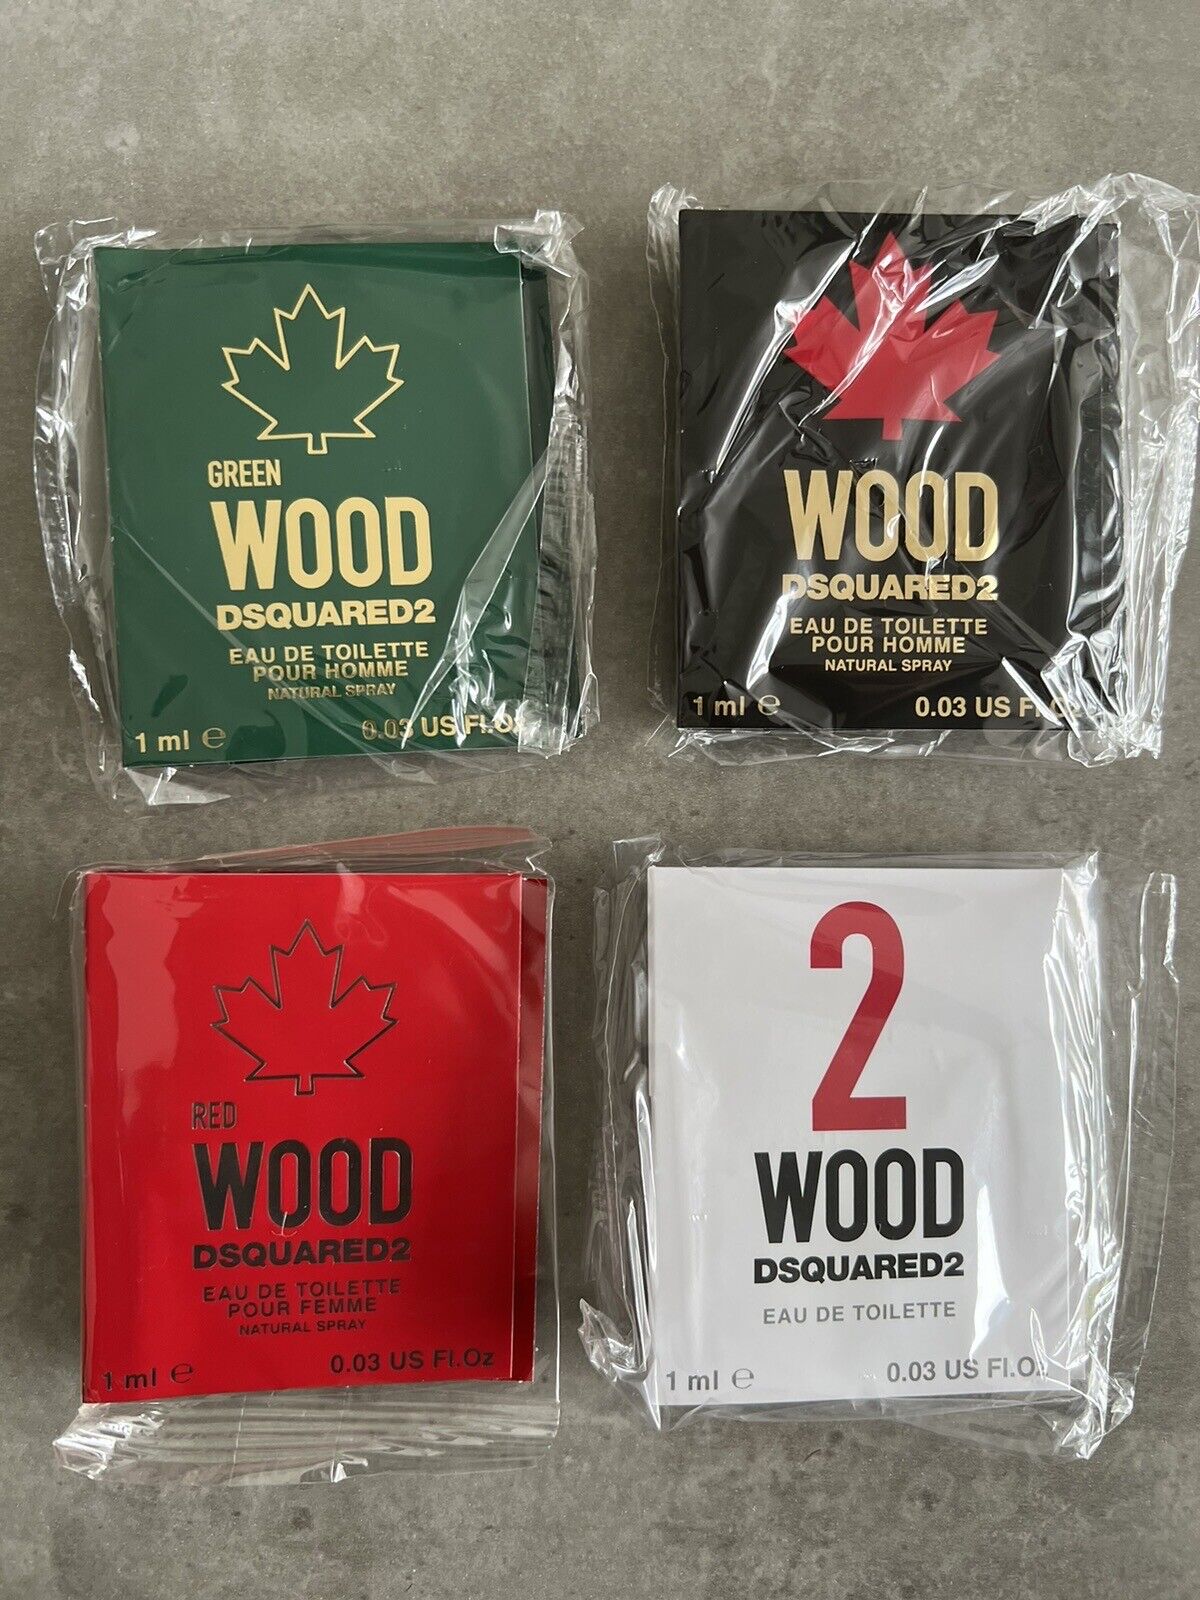 GREEN
WOOD
DSQUARED2
EAU DE TOILETTE
POUR HOMME
NATURAL SPRAY
1 ml ℮
0.03 US Fl.Oz
WOOD
DSQUARED2
EAU DE TOILETTE
POUR HOMME
NATURAL SPRAY
1 ml ℮
0.03 US Fl.Oz
RED
WOOD
DSQUARED2
EAU DE TOILETTE
POUR FEMME
NATURAL SPRAY
1 ml ℮
0.03 US Fl.Oz
2
WOOD
DSQUARED2
EAU DE TOILETTE
1 ml ℮
0.03 US Fl.Oz